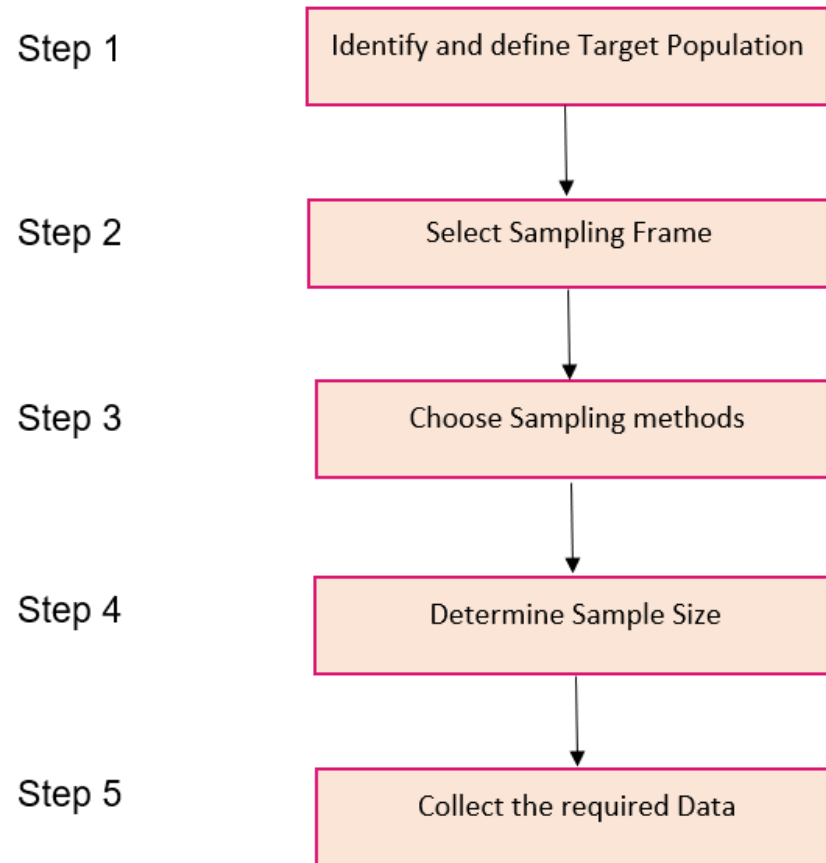 Step 1
Identify and define Target Population
Step 2
Select Sampling Frame
Step 3
Choose Sampling methods
Step 4
Determine Sample Size
Step 5
Collect the required Data